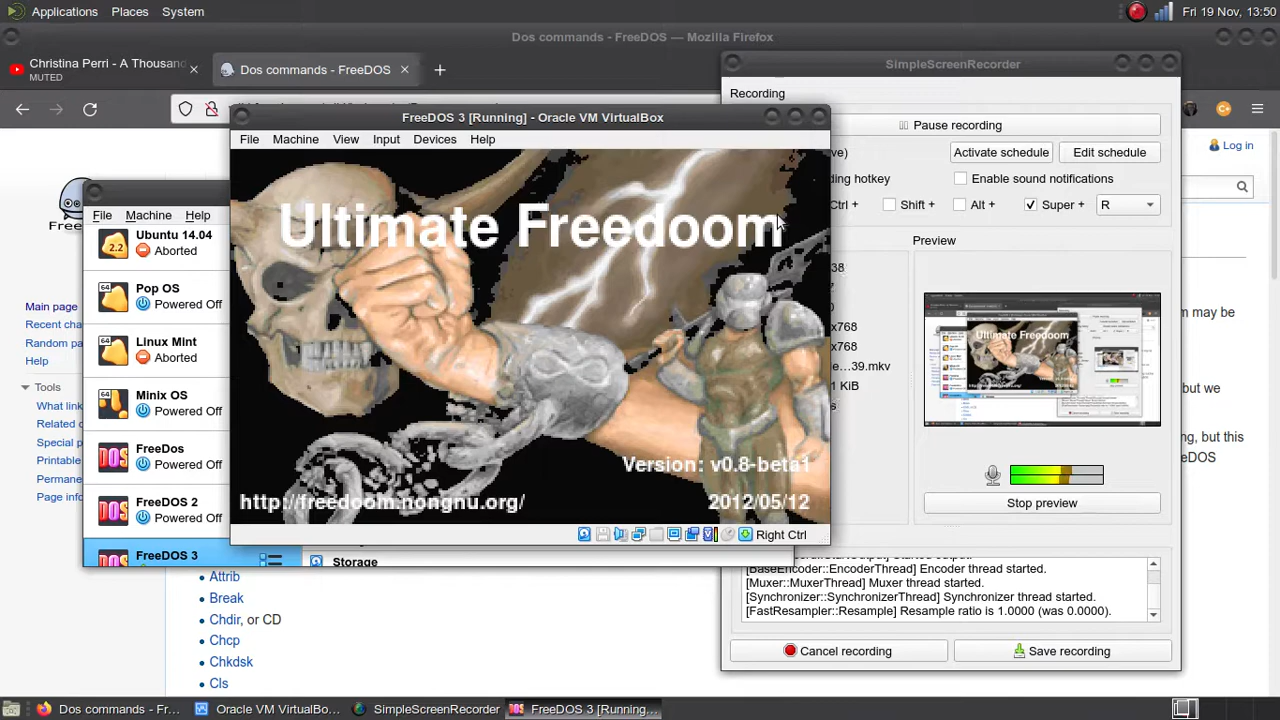 Applications Places System
Fri 19 Nov, 13:50
Dos commands - FreeDOS — Mozilla Firefox
Christina Perri - A Thousand
MUTED
Dos commands - FreeDOS
SimpleScreenRecorder
Recording
Pause recording
Activate schedule
Edit schedule
Enable sound notifications
Ctrl +
Shift +
Alt +
Super +
R
Preview
Stop preview
[BaseEncoder::EncoderThread] Encoder thread started.
[Muxer::MuxerThread] Muxer thread started.
[Synchronizer::SynchronizerThread] Synchronizer thread started.
[FastResampler::Resample] Resample ratio is 1.0000 (was 0.0000).
Cancel recording
Save recording
Log in
FreeDOS 3 [Running] - Oracle VM VirtualBox
File Machine View Input Devices Help
Ultimate Freedoom
Version: v0.8-beta1
http://freedoom.nongnu.org/
2012/05/12
Right Ctrl
File Machine Help
Ubuntu 14.04
Aborted
Pop OS
Powered Off
Linux Mint
Aborted
Minix OS
Powered Off
FreeDos
Powered Off
FreeDOS 2
Powered Off
FreeDOS 3
Storage
Main page
Help
Tools
What link
Special p
Printable
Page info
Attrib
Break
Chdir, or CD
Chcp
Chkdsk
Cls
Dos commands - Fr...
Oracle VM VirtualBo...
SimpleScreenRecorder
FreeDOS 3 [Running...